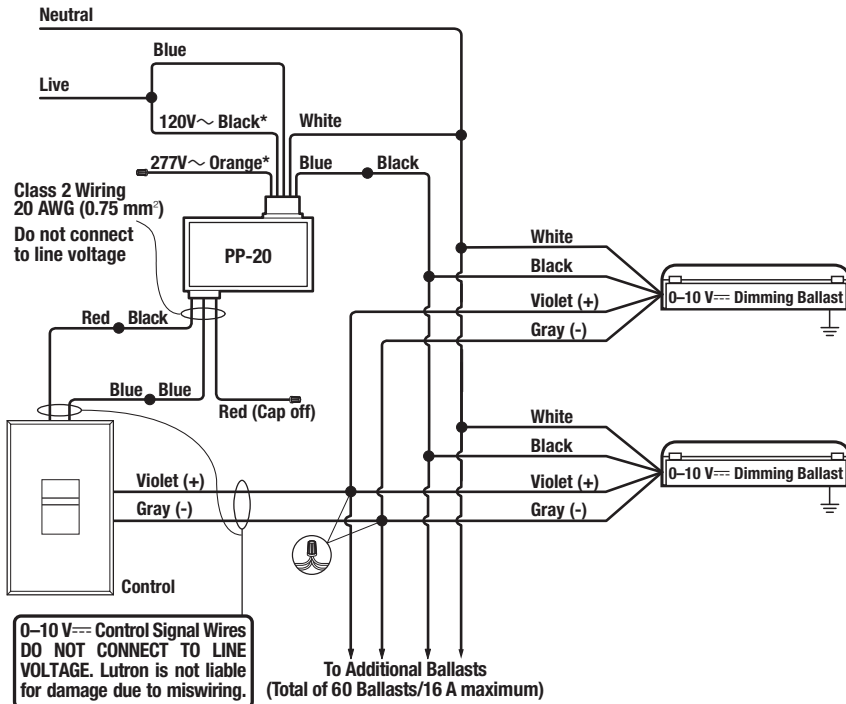 Neutral
Blue
Live
120V～ Black*
White
277V～ Orange*
Blue
Black
Class 2 Wiring
20 AWG (0.75 mm²)
Do not connect
to line voltage
PP-20
White
Black
0–10 V⎓ Dimming Ballast
Violet (+)
Gray (-)
Red
Black
Blue
Blue
Red (Cap off)
White
Black
0–10 V⎓ Dimming Ballast
Violet (+)
Gray (-)
Violet (+)
Gray (-)
Control
0–10 V⎓ Control Signal Wires
DO NOT CONNECT TO LINE
VOLTAGE. Lutron is not liable
for damage due to miswiring.
To Additional Ballasts
(Total of 60 Ballasts/16 A maximum)